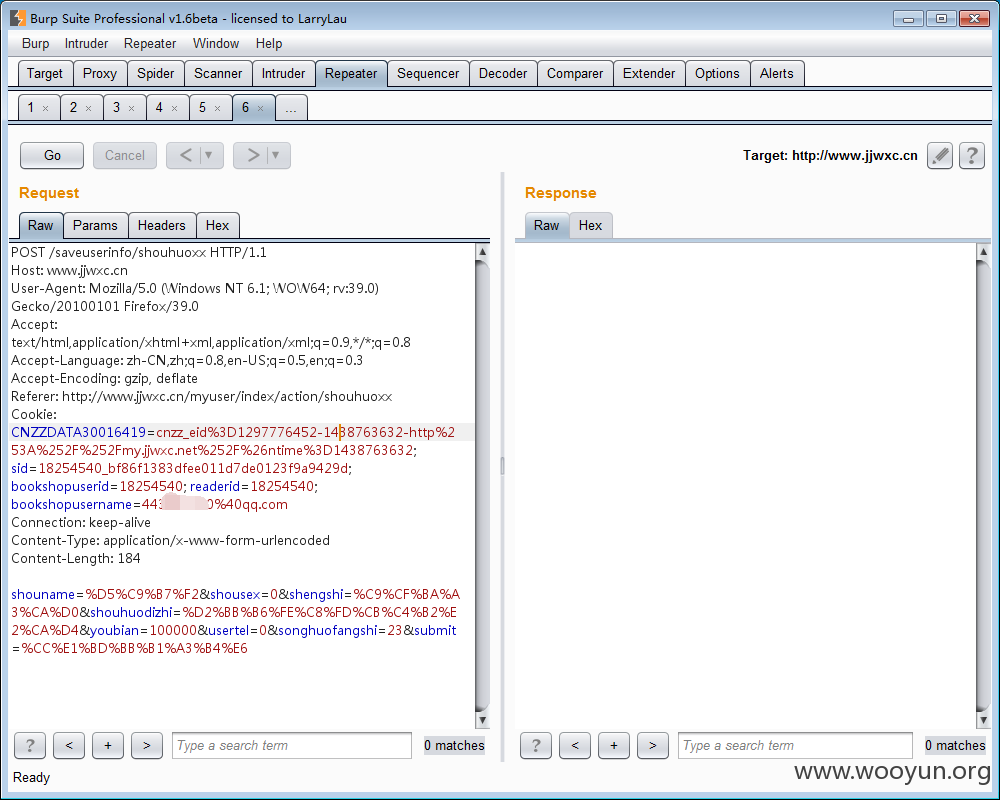 Burp Suite Professional v1.6beta - licensed to LarryLau
Burp Intruder Repeater Window Help
Target Proxy Spider Scanner Intruder Repeater Sequencer Decoder Comparer Extender Options Alerts
1 × 2 × 3 × 4 × 5 × 6 × ...
Go Cancel < ▼ > ▼ Target: http://www.jjwxc.cn ?
Request
Raw Params Headers Hex
POST /saveuserinfo/shouhuoxx HTTP/1.1
Host: www.jjwxc.cn
User-Agent: Mozilla/5.0 (Windows NT 6.1; WOW64; rv:39.0)
Gecko/20100101 Firefox/39.0
Accept:
text/html,application/xhtml+xml,application/xml;q=0.9,*/*;q=0.8
Accept-Language: zh-CN,zh;q=0.8,en-US;q=0.5,en;q=0.3
Accept-Encoding: gzip, deflate
Referer: http://www.jjwxc.cn/myuser/index/action/shouhuoxx
Cookie:
CNZZDATA30016419=cnzz_eid%3D1297776452-1438763632-http%2
53A%252F%252Fmy.jjwxc.net%252F%26ntime%3D1438763632;
sid=18254540_bf86f1383dfee011d7de0123f9a9429d;
bookshopuserid=18254540; readerid=18254540;
bookshopusername=443 0%40qq.com
Connection: keep-alive
Content-Type: application/x-www-form-urlencoded
Content-Length: 184
shouname=%D5%C9%B7%F2&shousex=0&shengshi=%C9%CF%BA%A
3%CA%D0&shouhuodizhi=%D2%BB%B6%FE%C8%FD%CB%C4%B2%E
2%CA%D4&youbian=100000&usertel=0&songhuofangshi=23&submit
=%CC%E1%BD%BB%B1%A3%B4%E6
? < + > Type a search term 0 matches
Response
Raw Hex
? < + > Type a search term 0 matches
Ready
www.wooyun.org